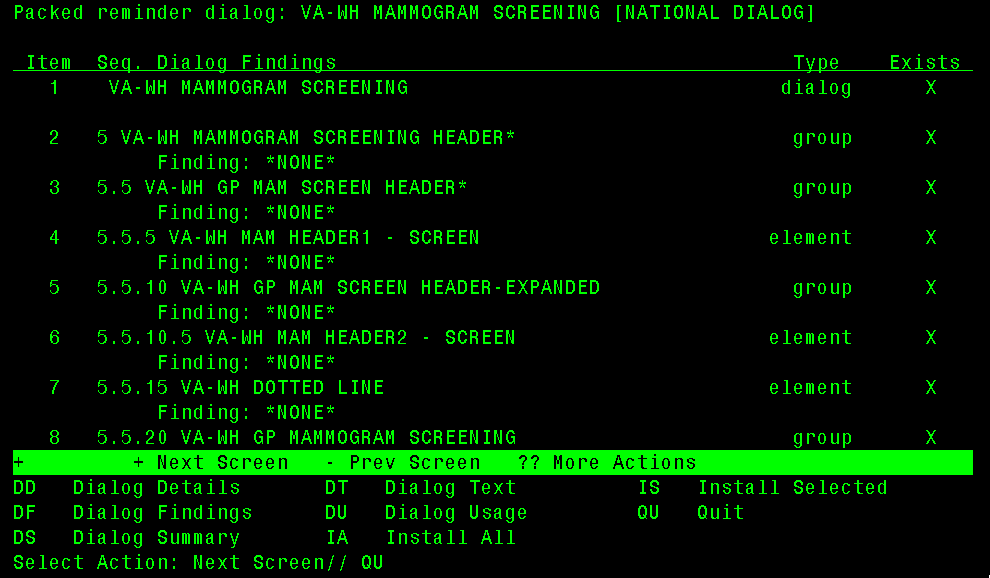 Packed reminder dialog: VA-WH MAMMOGRAM SCREENING [NATIONAL DIALOG]
Item  Seq. Dialog Findings                                      Type    Exists
1    VA-WH MAMMOGRAM SCREENING                               dialog      X
2   5 VA-WH MAMMOGRAM SCREENING HEADER*                       group      X
Finding: *NONE*
3   5.5 VA-WH GP MAM SCREEN HEADER*                           group      X
Finding: *NONE*
4   5.5.5 VA-WH MAM HEADER1 - SCREEN                        element      X
Finding: *NONE*
5   5.5.10 VA-WH GP MAM SCREEN HEADER-EXPANDED                group      X
Finding: *NONE*
6   5.5.10.5 VA-WH MAM HEADER2 - SCREEN                     element      X
Finding: *NONE*
7   5.5.15 VA-WH DOTTED LINE                                element      X
Finding: *NONE*
8   5.5.20 VA-WH GP MAMMOGRAM SCREENING                       group      X
+         + Next Screen   - Prev Screen   ?? More Actions
DD   Dialog Details       DT   Dialog Text          IS   Install Selected
DF   Dialog Findings      DU   Dialog Usage         QU   Quit
DS   Dialog Summary       IA   Install All
Select Action: Next Screen// QU